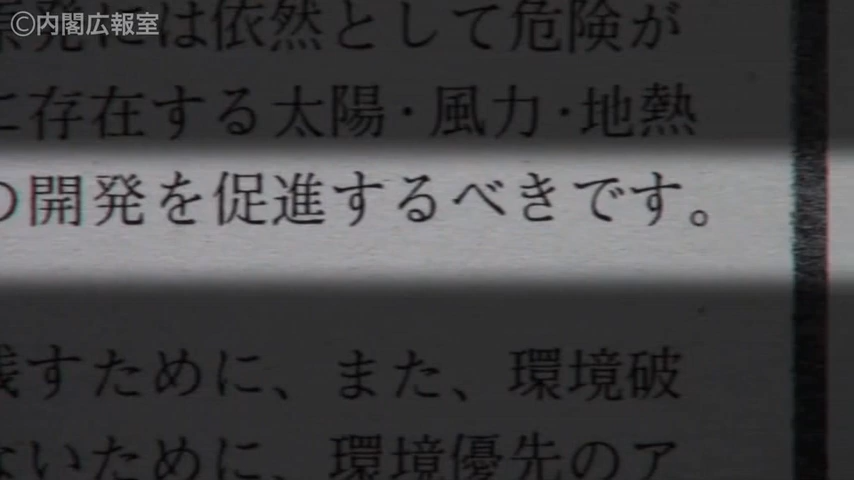 ©内閣広報室
原発には依然として危険が
に存在する太陽・風力・地熱
の開発を促進するべきです。
残すために、また、環境破
ないために、環境優先のア